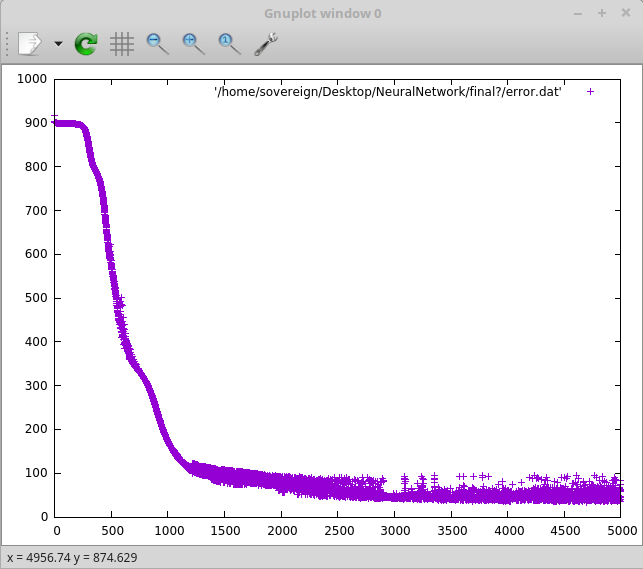 Gnuplot window 0
1000
'/home/sovereign/Desktop/NeuralNetwork/final?/error.dat'
900
800
700
600
500
400
300
200
100
0
0 500 1000 1500 2000 2500 3000 3500 4000 4500 5000
x = 4956.74 y = 874.629